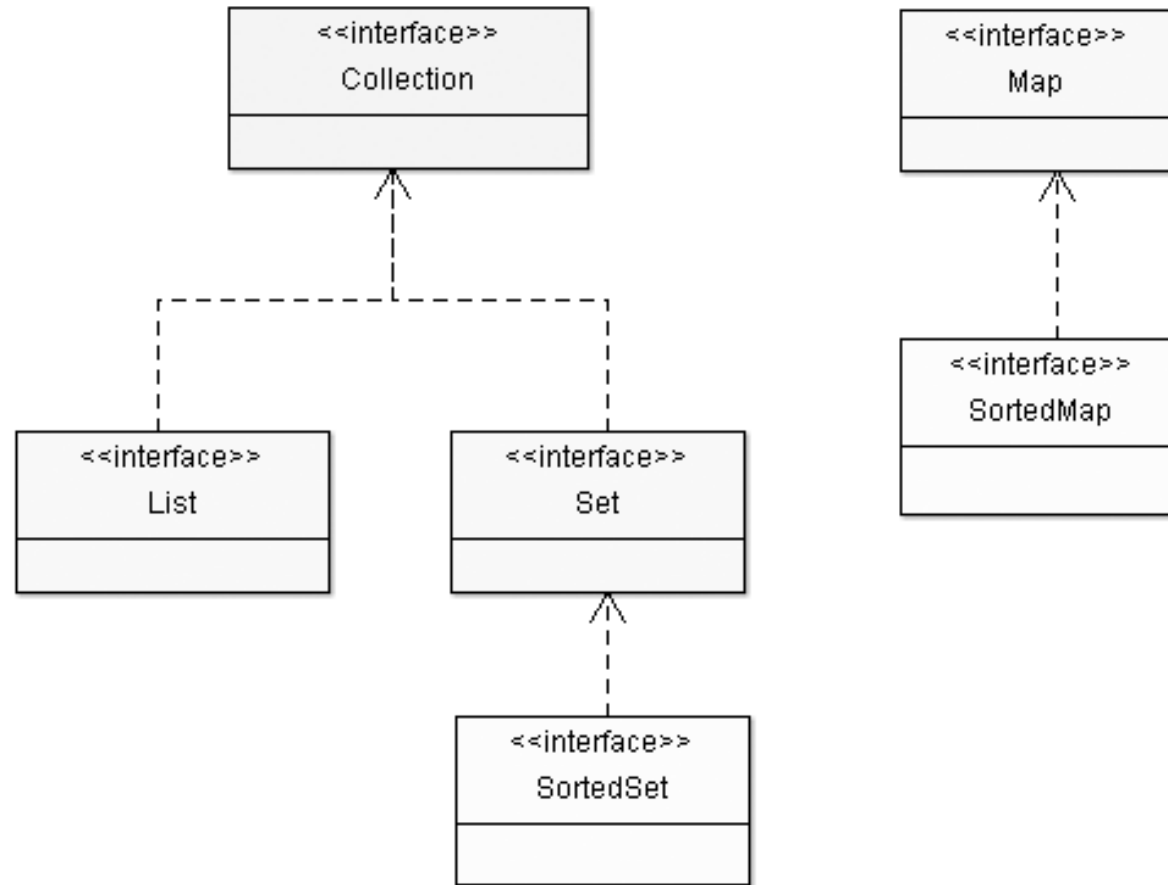 <<interface>>
Collection
<<interface>>
Map
<<interface>>
List
<<interface>>
Set
<<interface>>
SortedMap
<<interface>>
SortedSet